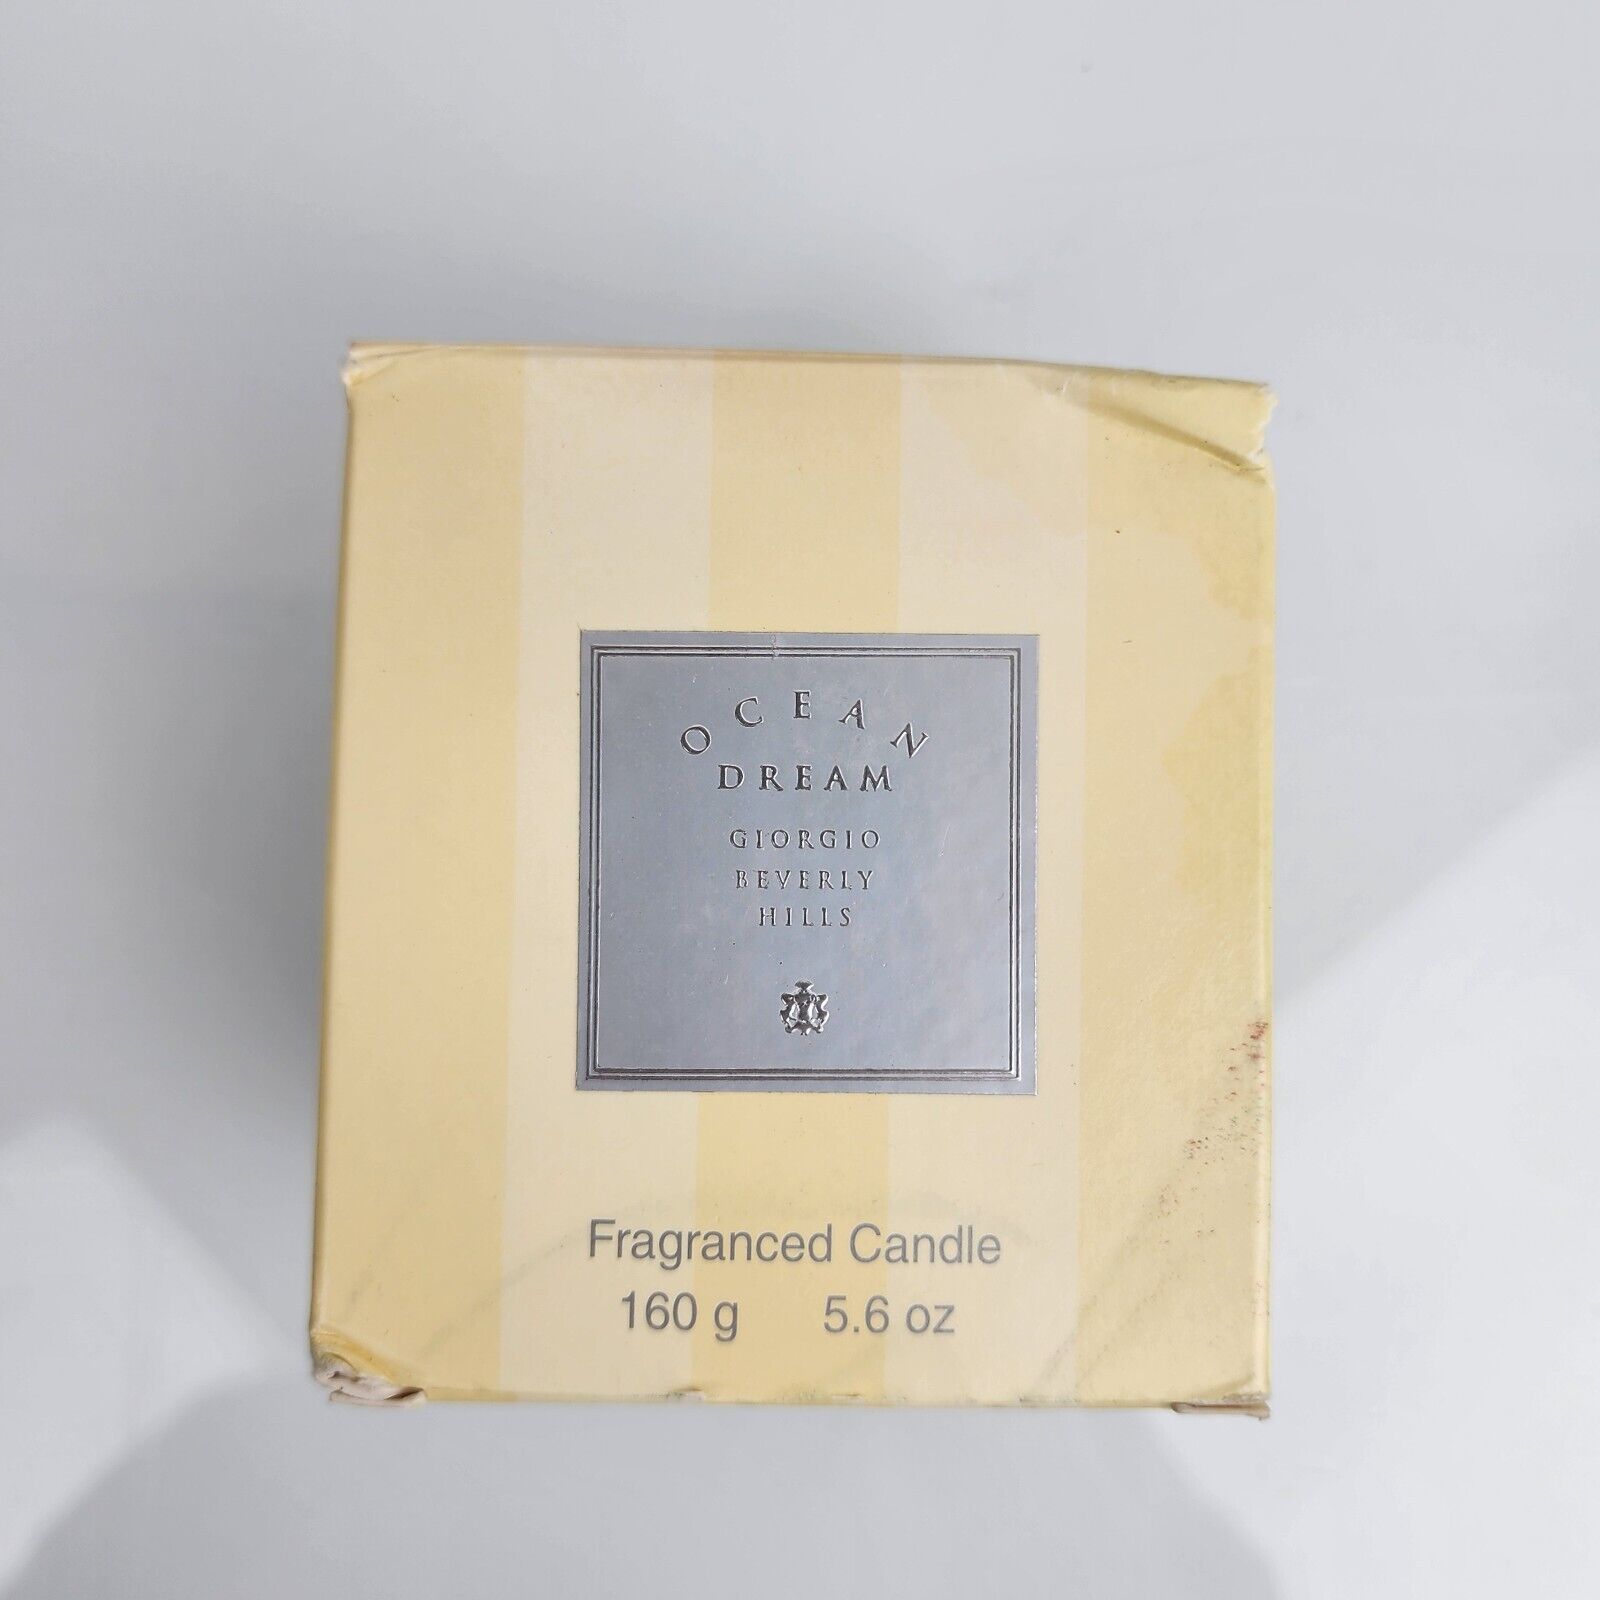 OCEAN
DREAM
GIORGIO
BEVERLY
HILLS
Fragranced Candle
160 g 5.6 oz